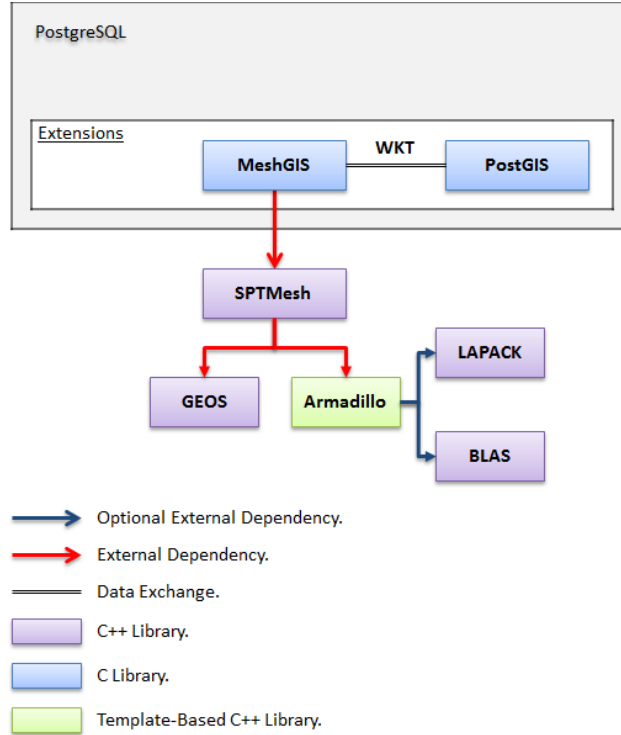 PostgreSQL
Extensions
MeshGIS
WKT
PostGIS
SPTMesh
GEOS
Armadillo
LAPACK
BLAS
Optional External Dependency.
External Dependency.
Data Exchange.
C++ Library.
C Library.
Template-Based C++ Library.